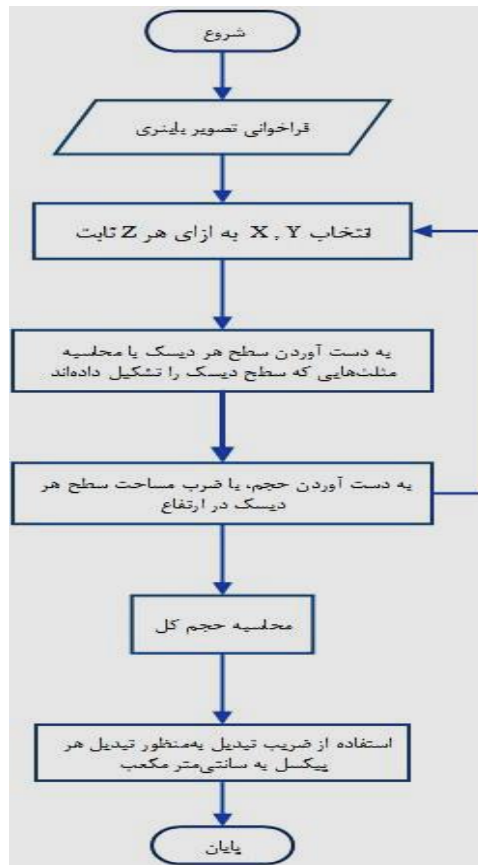 شروع
فراخوانی تصویر باینری
انتخاب X , Y به ازای هر Z ثابت
به دست آوردن سطح هر دیسک با محاسبه
مثلث‌هایی که سطح دیسک را تشکیل داده‌اند
به دست آوردن حجم، با ضرب مساحت سطح هر
دیسک در ارتفاع
محاسبه حجم کل
استفاده از ضریب تبدیل به‌منظور تبدیل هر
پیکسل به سانتی‌متر مکعب
پایان